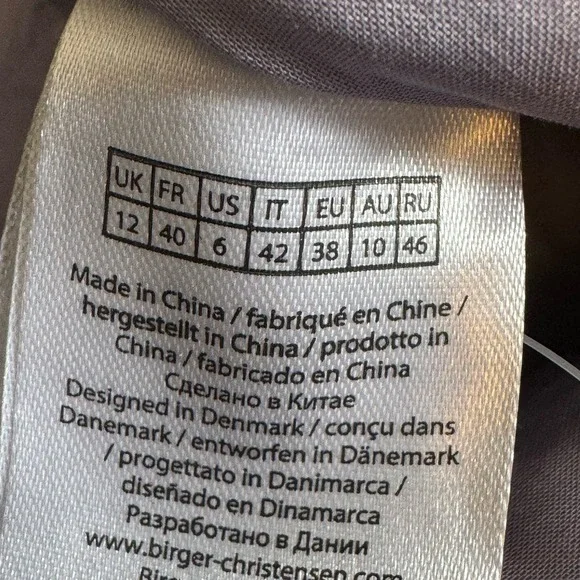 UK FR US IT EU AU RU
12 40 6 42 38 10 46
Made in China / fabriqué en Chine /
hergestellt in China / prodotto in
China / fabricado en China
Сделано в Китае
Designed in Denmark / conçu dans
Danemark / entworfen in Dänemark
/ progettato in Danimarca /
diseñado en Dinamarca
Разработано в Дании
www.birger-christensen.com